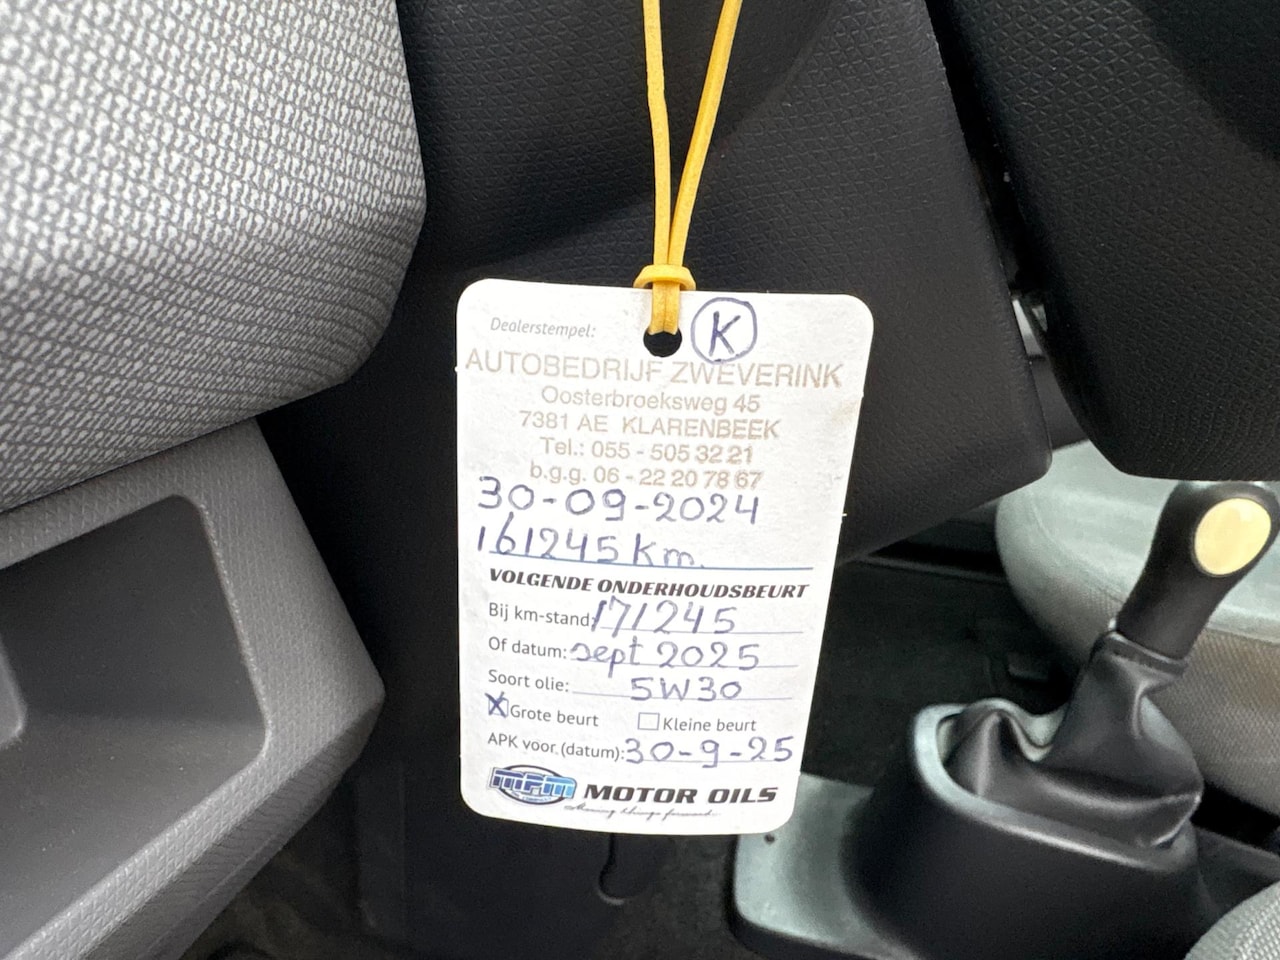 Dealerstempel:
K
AUTOBEDRIJF ZWEVERINK
Oosterbroeksweg 45
7381 AE KLARENBEEK
Tel.: 055 - 505 32 21
b.g.g. 06 - 22 20 78 67
30-09-2024
161245 Km.
VOLGENDE ONDERHOUDSBEURT
Bij km-stand: 171245
Of datum: sept 2025
Soort olie: 5W30
X Grote beurt Kleine beurt
APK voor (datum): 30-9-25
MPM MOTOR OILS